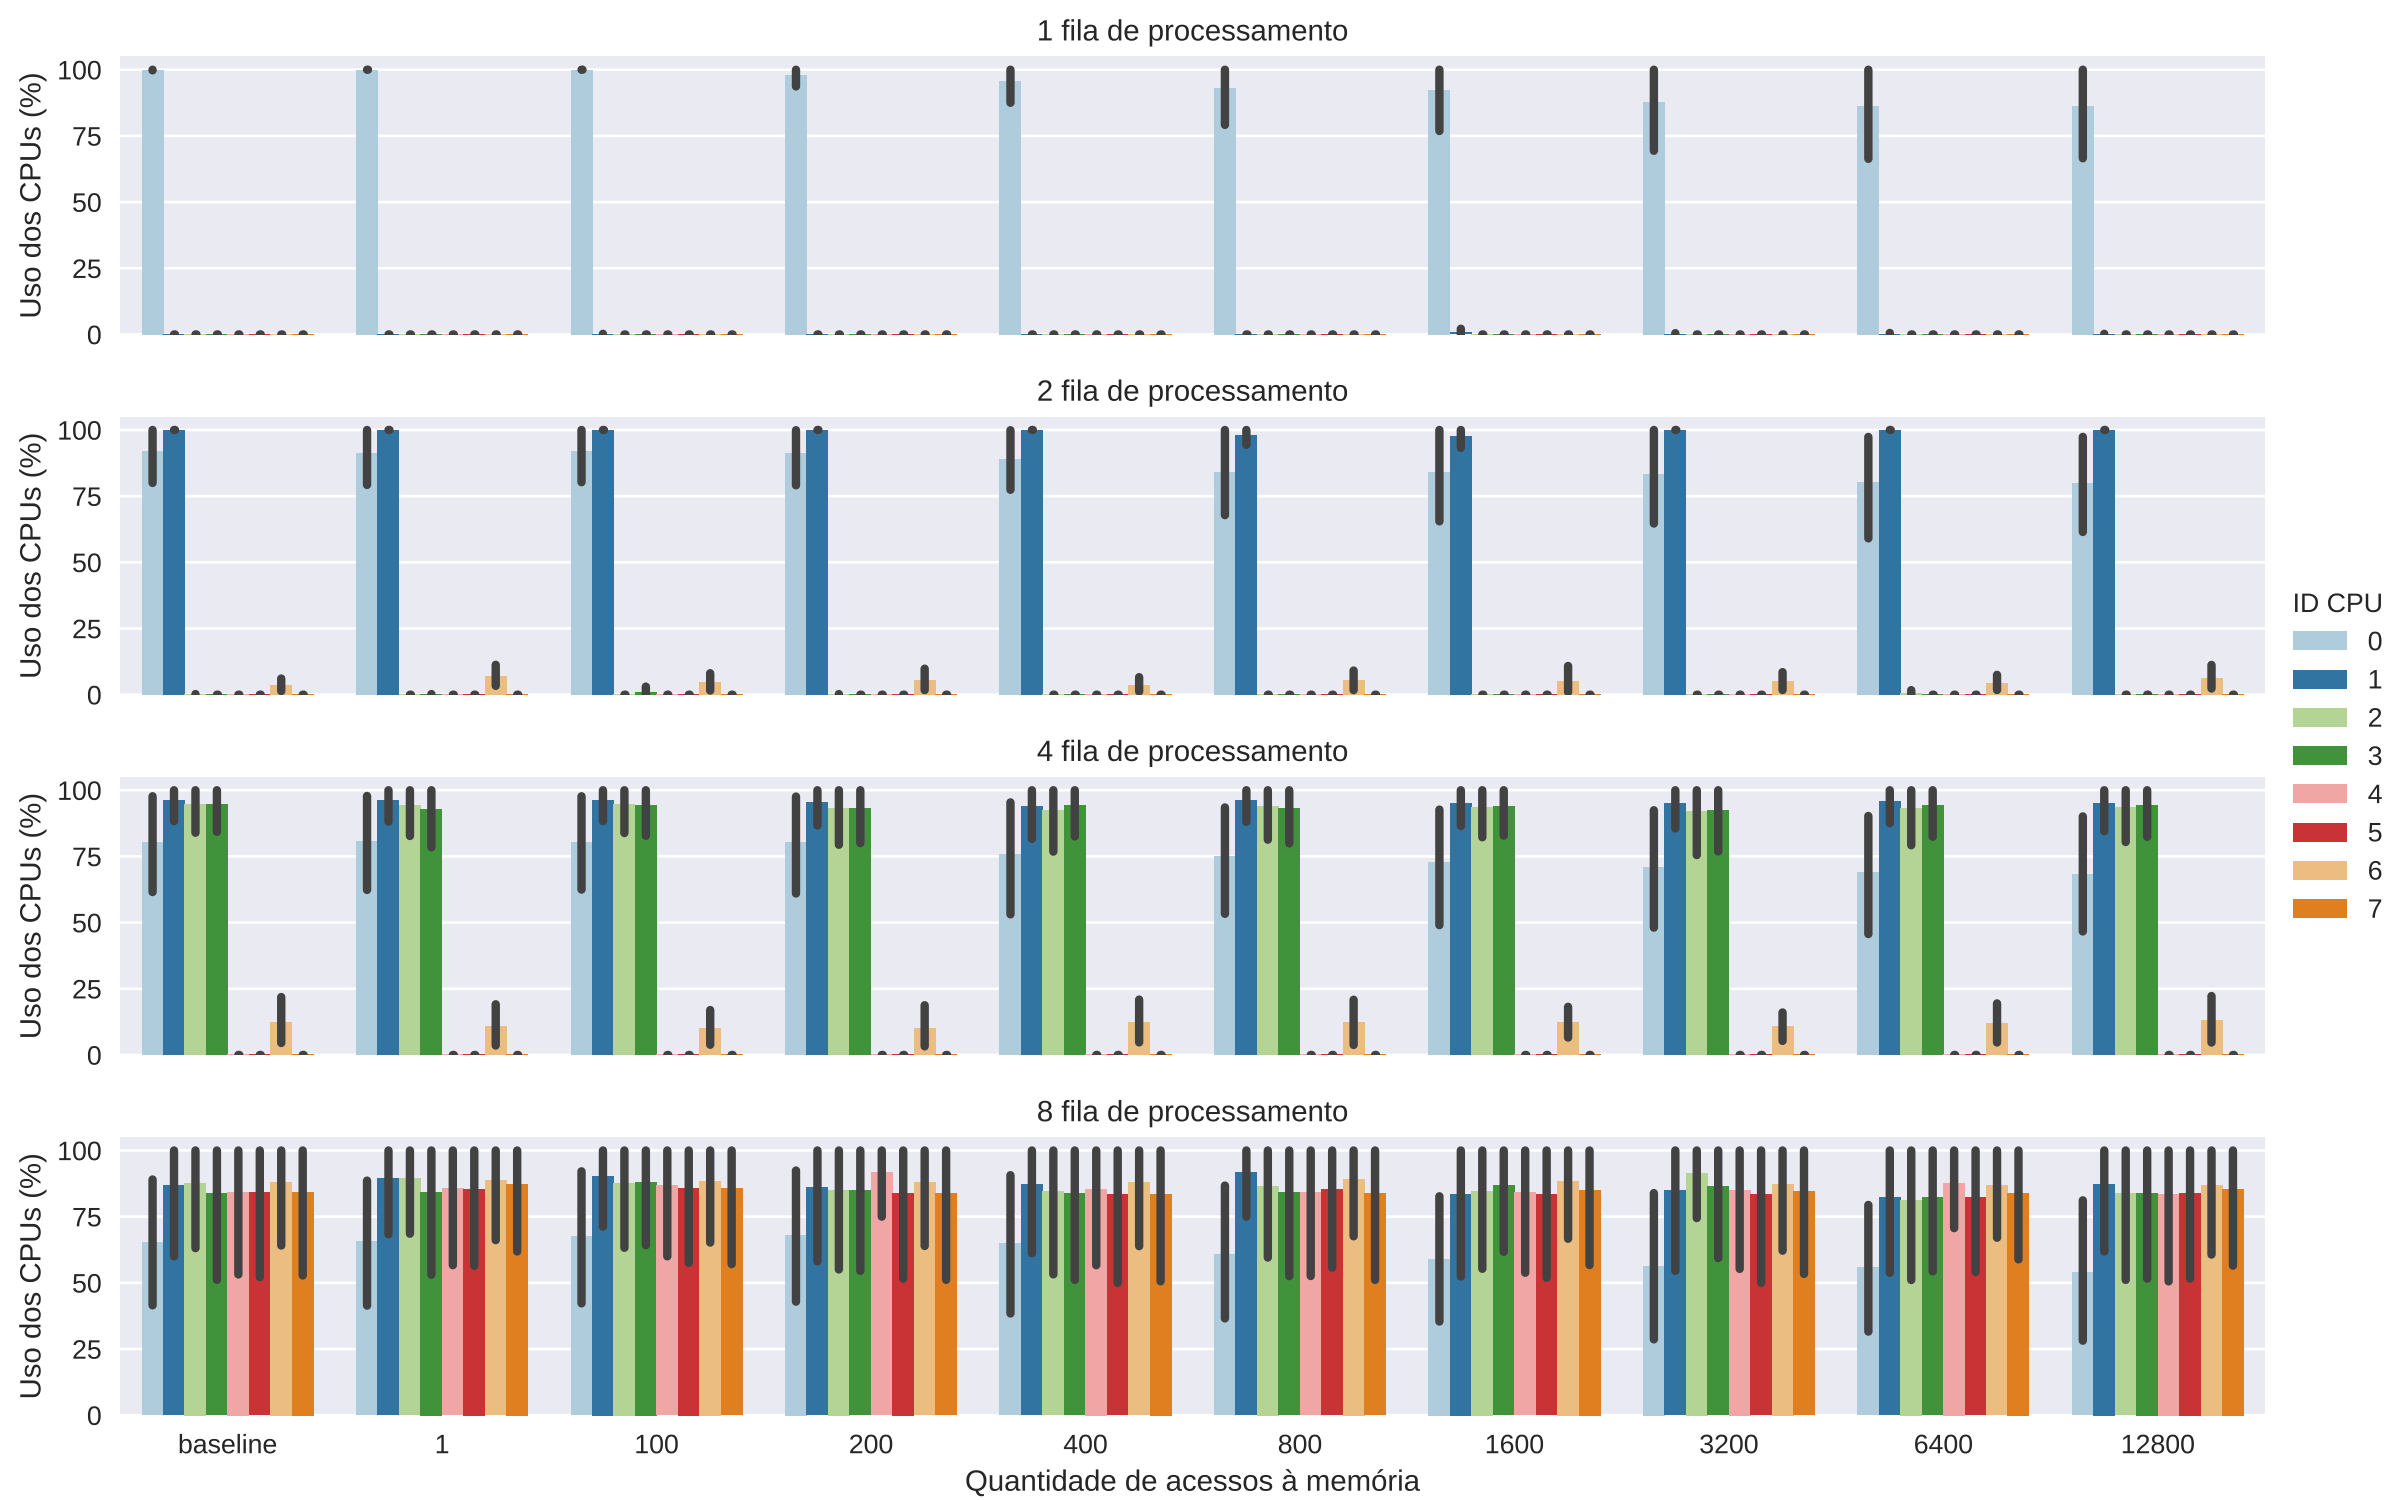 1 fila de processamento
Uso dos CPUs (%)
100
75
50
25
0
2 fila de processamento
Uso dos CPUs (%)
100
75
50
25
0
4 fila de processamento
Uso dos CPUs (%)
100
75
50
25
0
8 fila de processamento
Uso dos CPUs (%)
100
75
50
25
0
baseline 1 100 200 400 800 1600 3200 6400 12800
Quantidade de acessos à memória
ID CPU
0
1
2
3
4
5
6
7